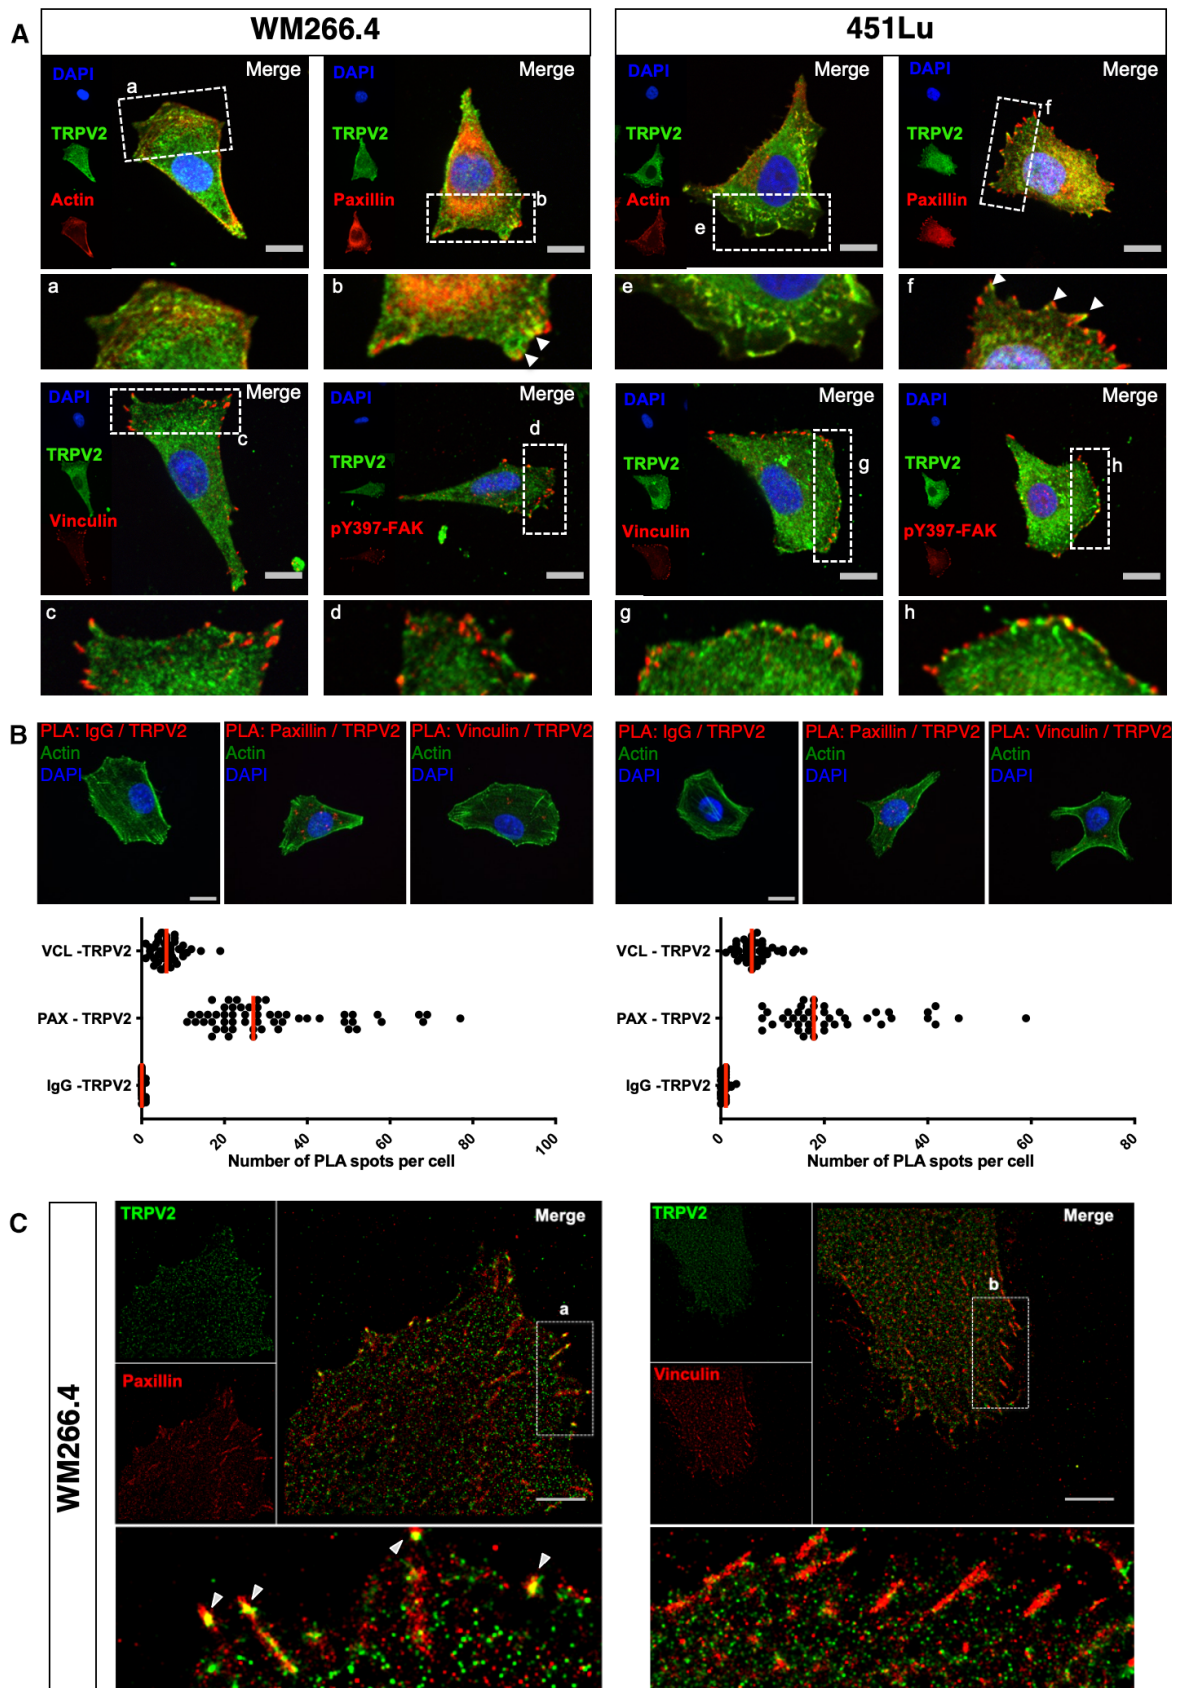 A
WM266.4
451Lu
DAPI
a
Merge
TRPV2
Actin
DAPI
Merge
TRPV2
Paxillin
b
DAPI
Merge
TRPV2
Actin
e
DAPI
Merge
f
TRPV2
Paxillin
a
b
e
f
DAPI
Merge
c
TRPV2
Vinculin
DAPI
Merge
d
TRPV2
pY397-FAK
DAPI
Merge
g
TRPV2
Vinculin
DAPI
Merge
h
TRPV2
pY397-FAK
c
d
g
h
B
PLA: IgG / TRPV2
Actin
DAPI
PLA: Paxillin / TRPV2
Actin
DAPI
PLA: Vinculin / TRPV2
Actin
DAPI
PLA: IgG / TRPV2
Actin
DAPI
PLA: Paxillin / TRPV2
Actin
DAPI
PLA: Vinculin / TRPV2
Actin
DAPI
VCL -TRPV2
PAX - TRPV2
IgG -TRPV2
0 20 40 60 80 100
Number of PLA spots per cell
VCL - TRPV2
PAX - TRPV2
IgG -TRPV2
0 20 40 60 80
Number of PLA spots per cell
C
WM266.4
TRPV2
Merge
a
Paxillin
TRPV2
Merge
b
Vinculin